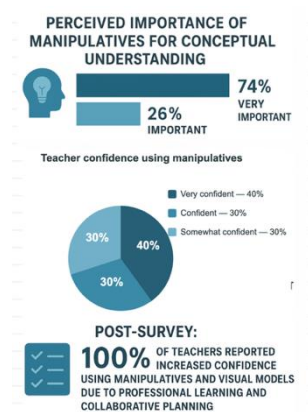 PERCEIVED IMPORTANCE OF
MANIPULATIVES FOR CONCEPTUAL
UNDERSTANDING
74%
VERY
IMPORTANT
26%
IMPORTANT
Teacher confidence using manipulatives
Very confident — 40%
Confident — 30%
Somewhat confident — 30%
30%
40%
30%
POST-SURVEY:
100% OF TEACHERS REPORTED
INCREASED CONFIDENCE
USING MANIPULATIVES AND VISUAL MODELS
DUE TO PROFESSIONAL LEARNING AND
COLLABORATIVE PLANNING